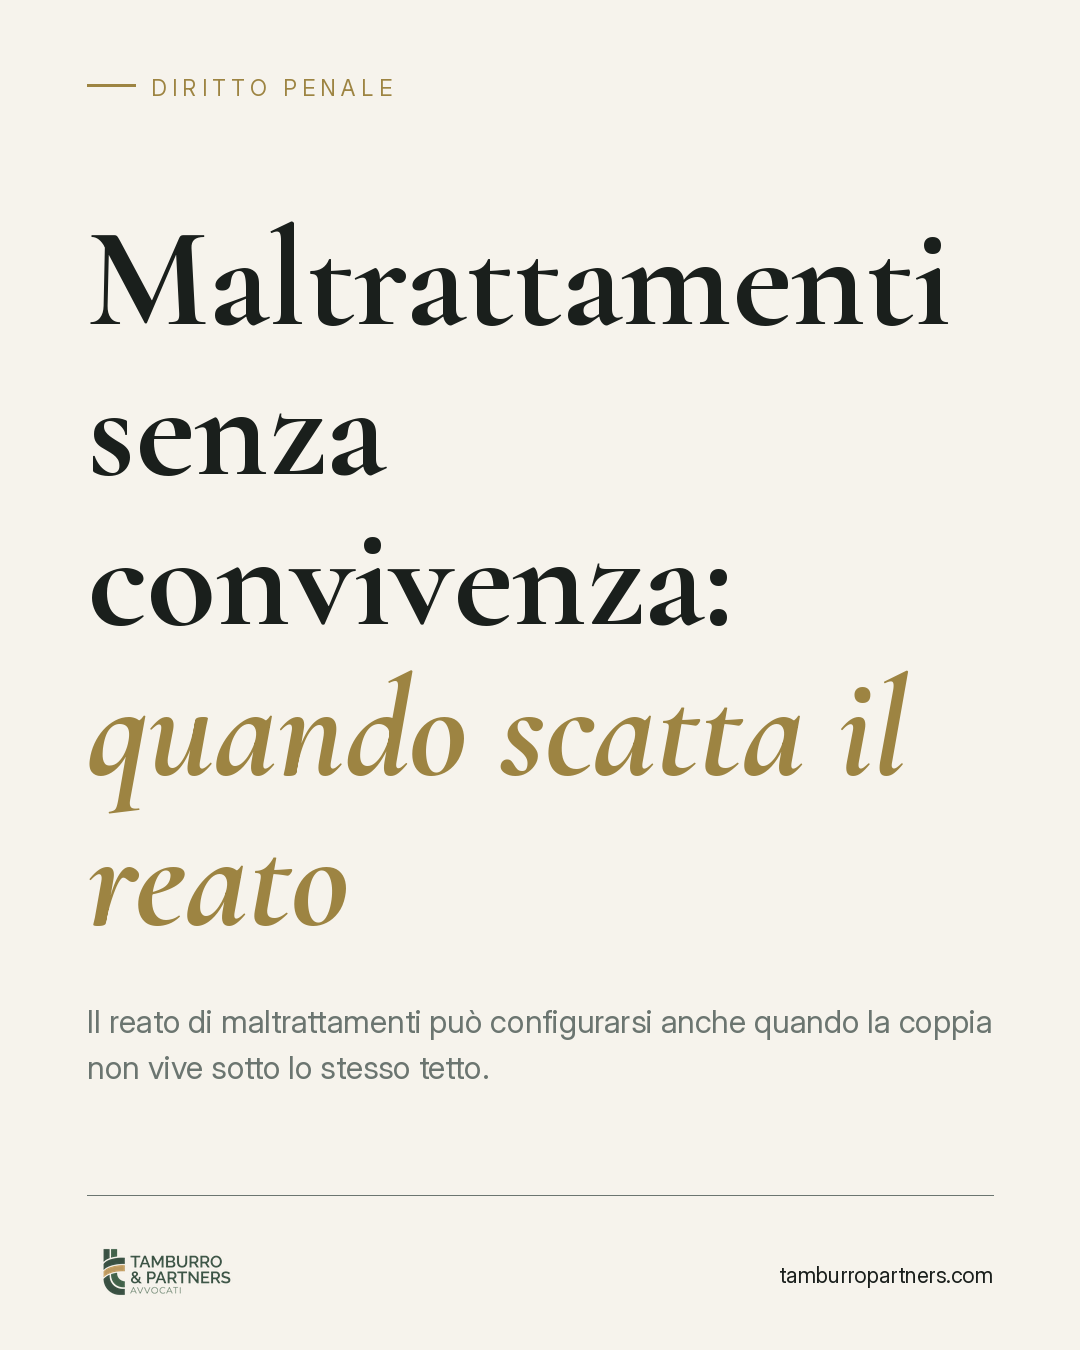 DIRITTO PENALE
Maltrattamenti
senza
convivenza:
quando scatta il
reato
Il reato di maltrattamenti può configurarsi anche quando la coppia
non vive sotto lo stesso tetto.
TAMBURRO
& PARTNERS
AVVOCATI
tamburropartners.com